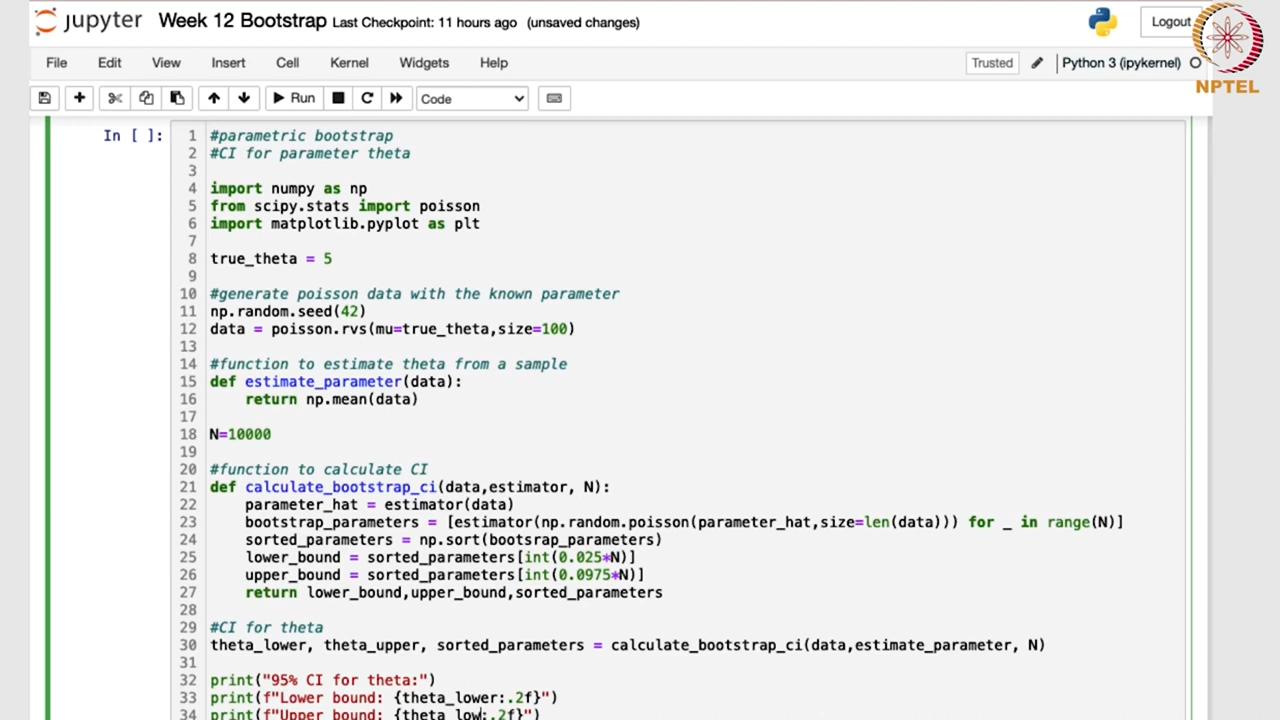 jupyter Week 12 Bootstrap Last Checkpoint: 11 hours ago (unsaved changes) Logout
NPTEL
File Edit View Insert Cell Kernel Widgets Help Trusted Python 3 (ipykernel)
Run Code
In [ ]:
1 #parametric bootstrap
2 #CI for parameter theta
3
4 import numpy as np
5 from scipy.stats import poisson
6 import matplotlib.pyplot as plt
7
8 true_theta = 5
9
10 #generate poisson data with the known parameter
11 np.random.seed(42)
12 data = poisson.rvs(mu=true_theta,size=100)
13
14 #function to estimate theta from a sample
15 def estimate_parameter(data):
16     return np.mean(data)
17
18 N=10000
19
20 #function to calculate CI
21 def calculate_bootstrap_ci(data,estimator, N):
22     parameter_hat = estimator(data)
23     bootstrap_parameters = [estimator(np.random.poisson(parameter_hat,size=len(data))) for _ in range(N)]
24     sorted_parameters = np.sort(bootsrap_parameters)
25     lower_bound = sorted_parameters[int(0.025*N)]
26     upper_bound = sorted_parameters[int(0.0975*N)]
27     return lower_bound,upper_bound,sorted_parameters
28
29 #CI for theta
30 theta_lower, theta_upper, sorted_parameters = calculate_bootstrap_ci(data,estimate_parameter, N)
31
32 print("95% CI for theta:")
33 print(f"Lower bound: {theta_lower:.2f}")
34 print(f"Upper bound: {theta_low:.2f}")